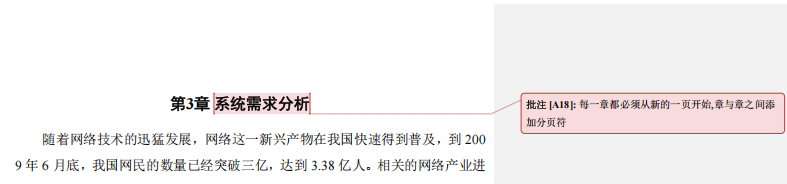 第3章 系统需求分析
批注 [A18]: 每一章都必须从新的一页开始,章与章之间添
加分页符
随着网络技术的迅猛发展，网络这一新兴产物在我国快速得到普及，到 200
9 年 6 月底，我国网民的数量已经突破三亿，达到 3.38 亿人。相关的网络产业进